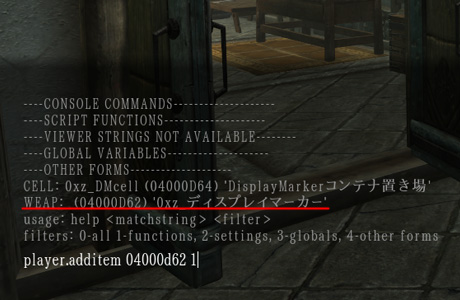 ----CONSOLE COMMANDS--------------------
----SCRIPT FUNCTIONS--------------------
----VIEWER STRINGS NOT AVAILABLE--------
----GLOBAL VARIABLES--------------------
----OTHER FORMS--------------------
CELL: 0xz_DMcell (04000D64) 'DisplayMarkerコンテナ置き場'
WEAP:  (04000D62) '0xz ディスプレイマーカー'
usage: help <matchstring> <filter>
filters: 0-all 1-functions, 2-settings, 3-globals, 4-other forms
player.additem 04000d62 1